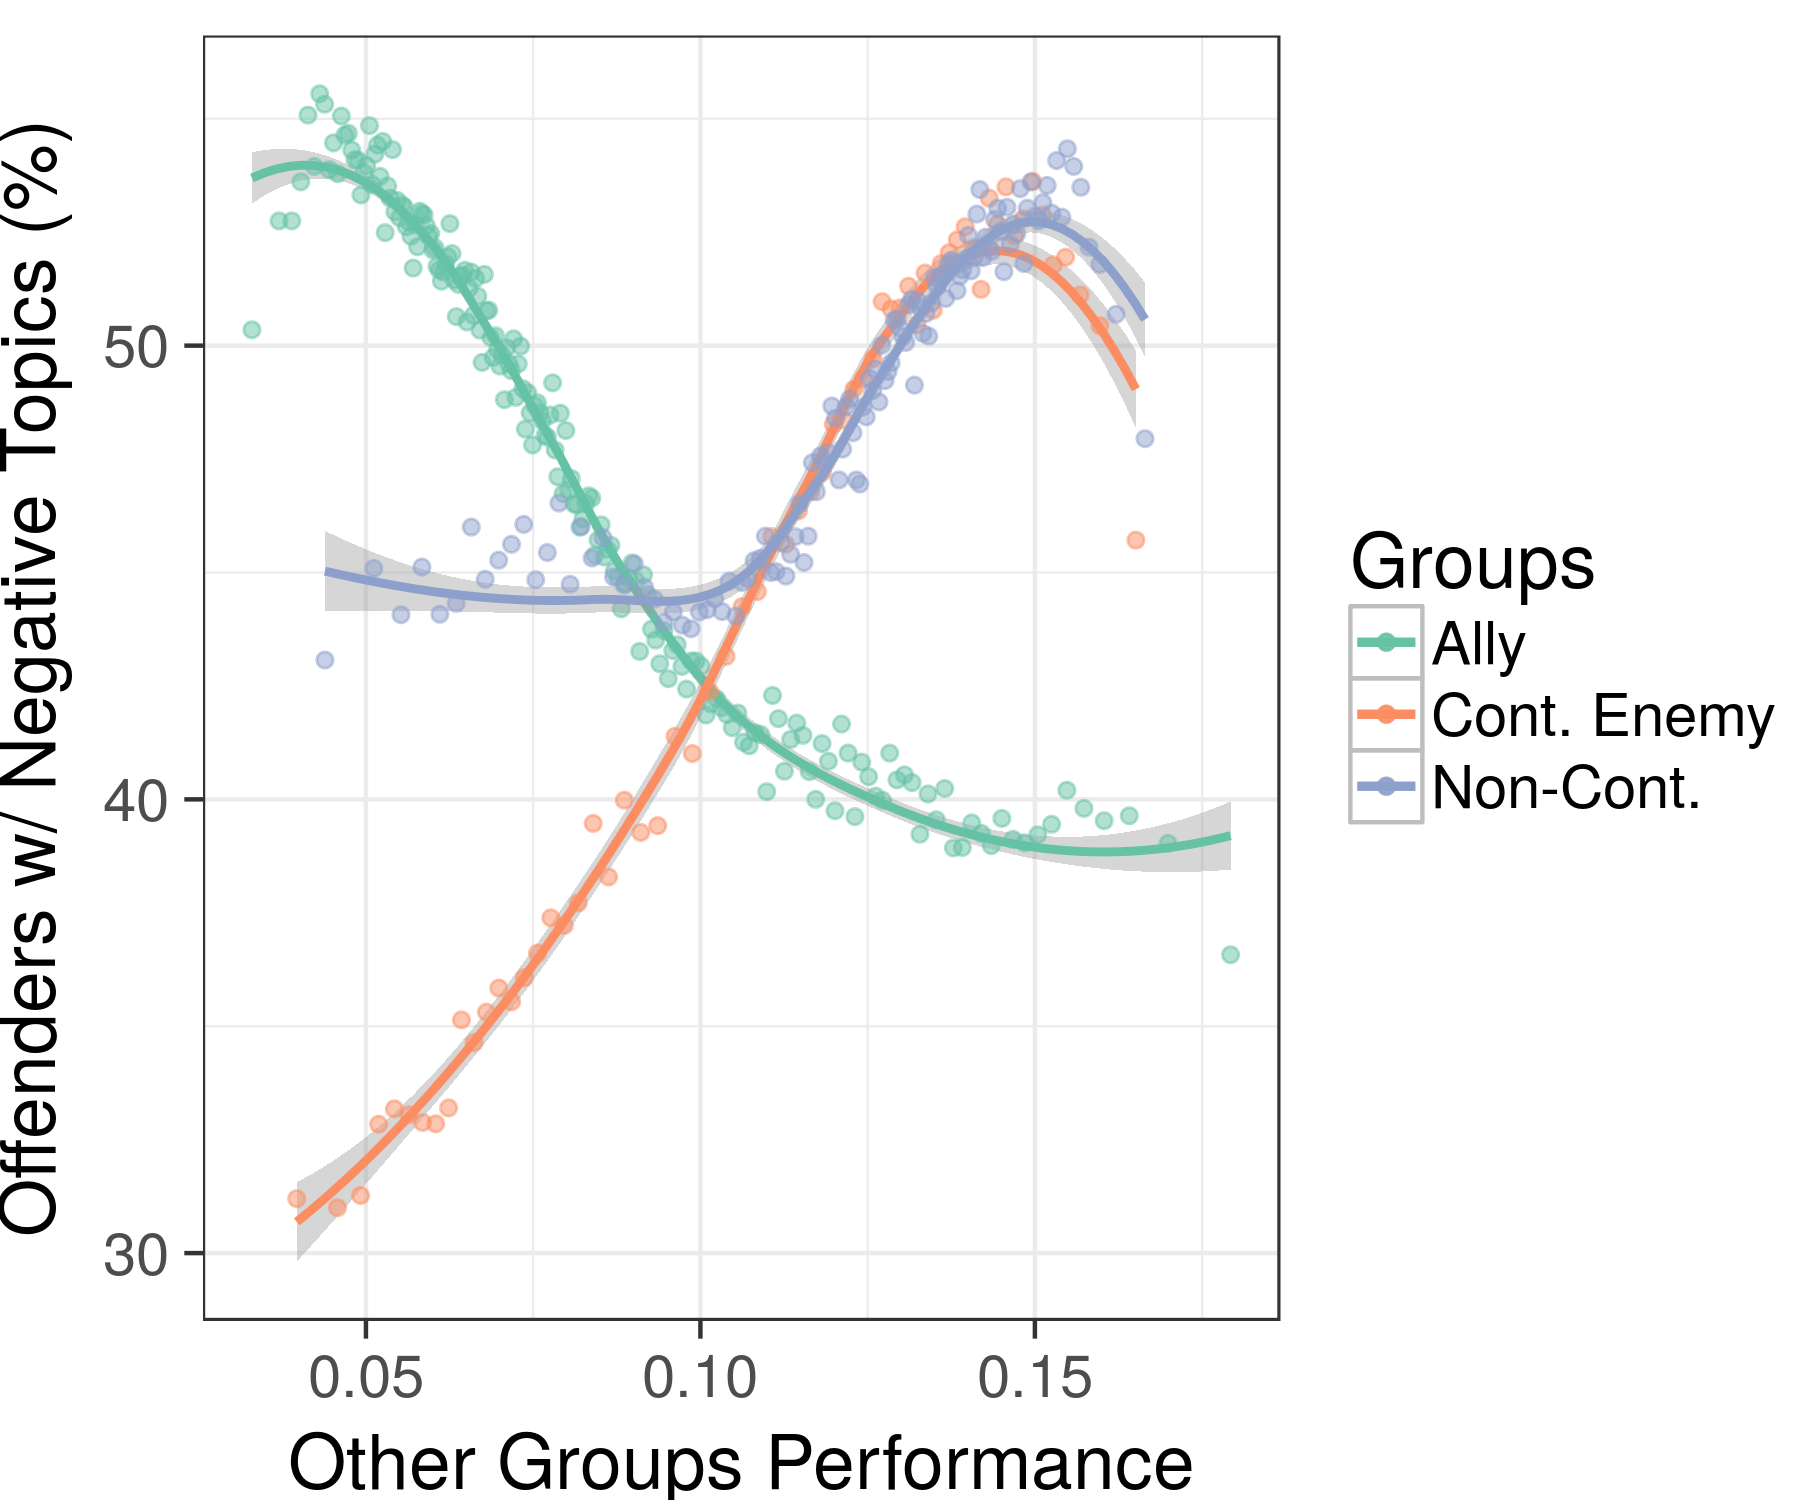 Offenders w/ Negative Topics (%)
50
40
30
0.05 0.10 0.15
Other Groups Performance
Groups
Ally
Cont. Enemy
Non-Cont.